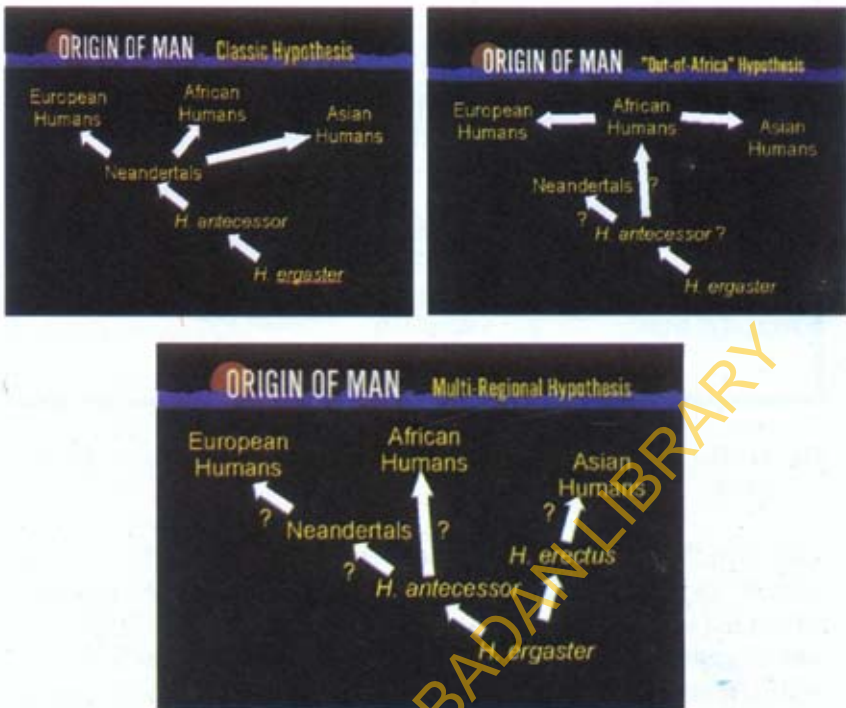 ORIGIN OF MAN Classic Hypothesis
European Humans
African Humans
Asian Humans
Neandertals
H. antecessor
H. ergaster
ORIGIN OF MAN "Out-of-Africa" Hypothesis
European Humans
African Humans
Asian Humans
Neandertals ?
?
H. antecessor ?
H. ergaster
ORIGIN OF MAN Multi-Regional Hypothesis
European
Humans
African
Humans
Asian
Humans
?
Neandertals
?
?
H. erectus
?
H. antecessor
H. ergaster
BADAN LIBRARY